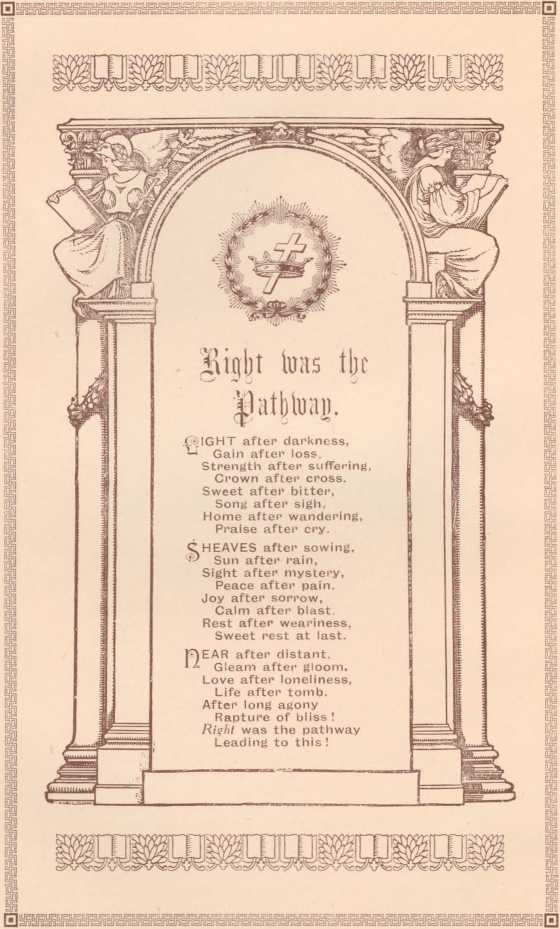 Right was the
Pathway.
LIGHT after darkness,
Gain after loss,
Strength after suffering,
Crown after cross.
Sweet after bitter,
Song after sigh,
Home after wandering,
Praise after cry.
SHEAVES after sowing,
Sun after rain,
Sight after mystery,
Peace after pain.
Joy after sorrow,
Calm after blast.
Rest after weariness,
Sweet rest at last.
NEAR after distant.
Gleam after gloom,
Love after loneliness,
Life after tomb.
After long agony
Rapture of bliss!
Right was the pathway
Leading to this!